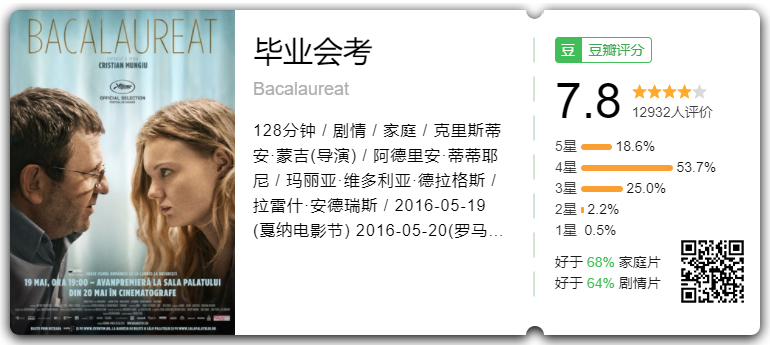 BACALAUREAT
CRISTIAN MUNGIU
OFFICIAL SELECTION
19 MAI, ORA 19:00 – AVANPREMIERĂ LA SALA PALATULUI
DIN 20 MAI ÎN CINEMATOGRAFE
毕业会考
Bacalaureat
128分钟 / 剧情 / 家庭 / 克里斯蒂
安·蒙吉(导演) / 阿德里安·蒂蒂耶
尼 / 玛丽亚·维多利亚·德拉格斯 /
拉雷什·安德瑞斯 / 2016-05-19
(戛纳电影节) 2016-05-20(罗马...
豆 豆瓣评分
7.8
12932人评价
5星 18.6%
4星 53.7%
3星 25.0%
2星 2.2%
1星 0.5%
好于 68% 家庭片
好于 64% 剧情片